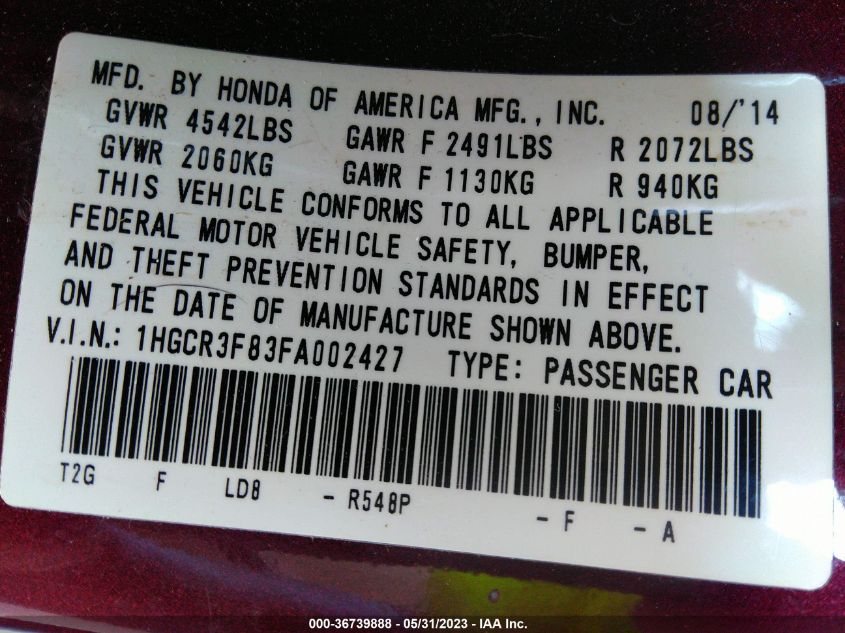 MFD. BY HONDA OF AMERICA MFG., INC. 08/'14
GVWR 4542LBS GAWR F 2491LBS R 2072LBS
GVWR 2060KG GAWR F 1130KG R 940KG
THIS VEHICLE CONFORMS TO ALL APPLICABLE
FEDERAL MOTOR VEHICLE SAFETY, BUMPER,
AND THEFT PREVENTION STANDARDS IN EFFECT
ON THE DATE OF MANUFACTURE SHOWN ABOVE.
V.I.N.: 1HGCR3F83FA002427 TYPE: PASSENGER CAR
T2G F LD8 - R548P - F - A
000-36739888 - 05/31/2023 - IAA Inc.